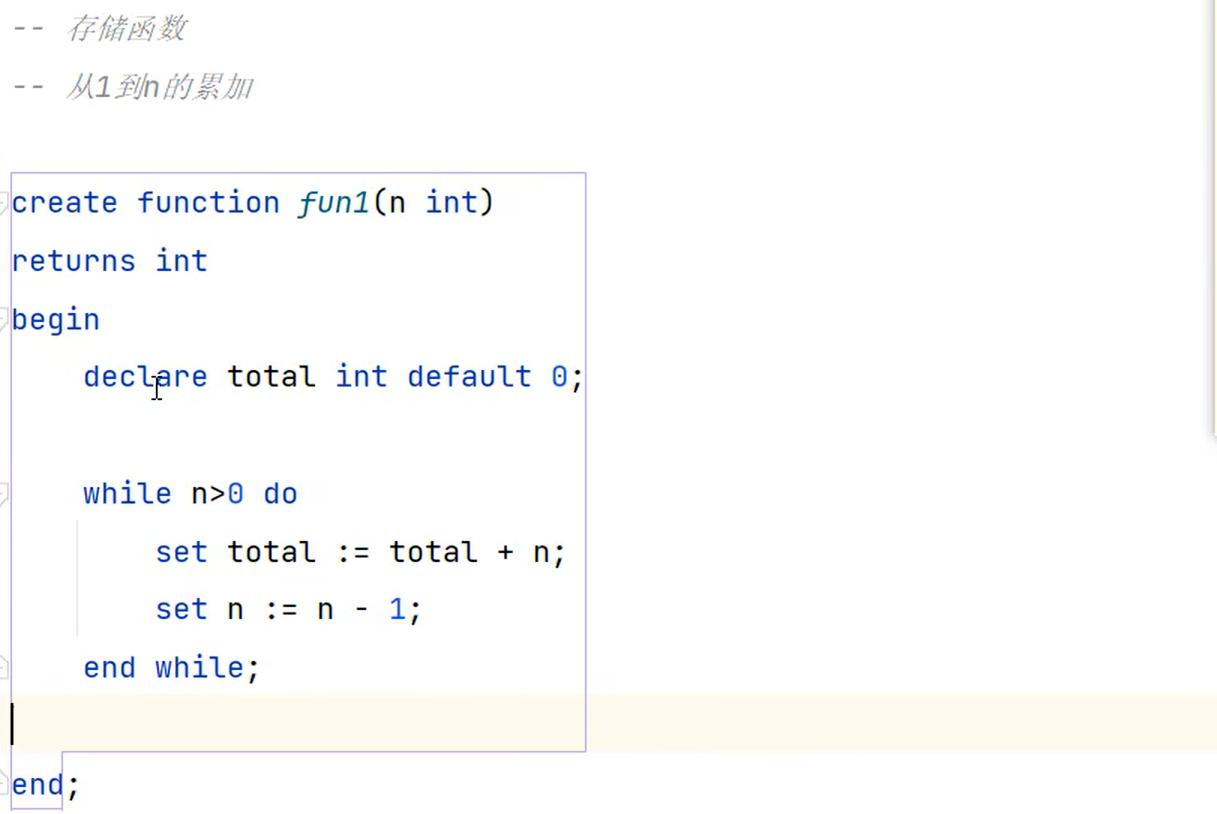 -- 存储函数
-- 从1到n的累加
create function fun1(n int)
returns int
begin
declare total int default 0;
while n>0 do
set total := total + n;
set n := n - 1;
end while;
end;